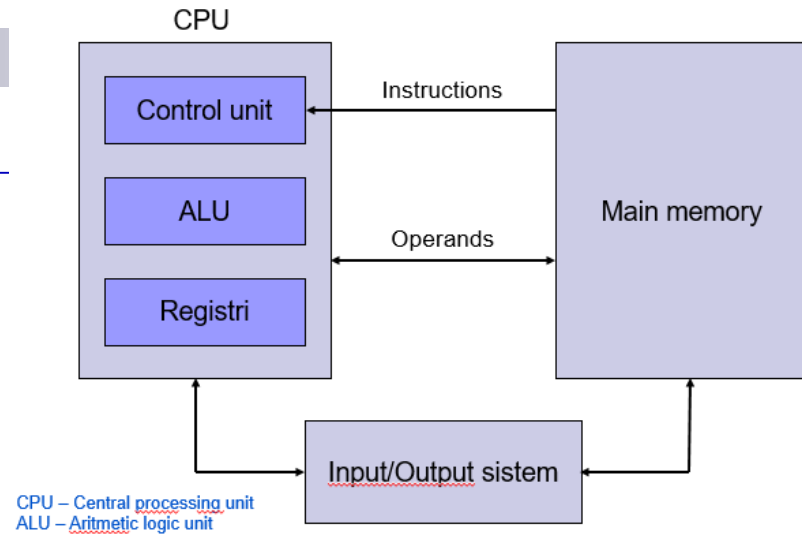 CPU
Control unit
Instructions
ALU
Main memory
Operands
Registri
Input/Output sistem
CPU – Central processing unit
ALU – Aritmetic logic unit